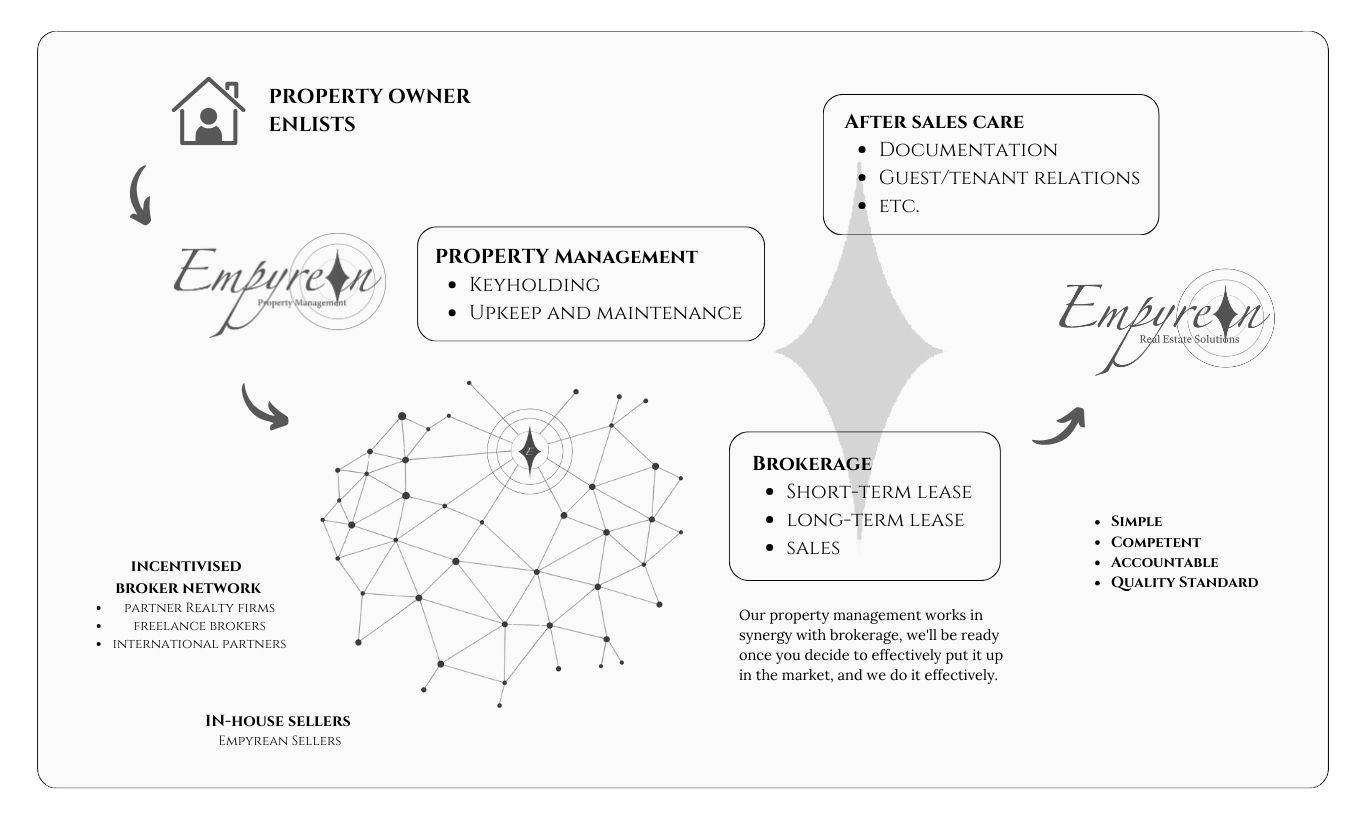 PROPERTY OWNER
ENLISTS
Empyrean
Property Management
PROPERTY Management
• Keyholding
• Upkeep and maintenance
After sales care
• Documentation
• Guest/tenant relations
• etc.
Empyrean
Real Estate Solutions
Brokerage
• Short-term lease
• long-term lease
• sales
Our property management works in
synergy with brokerage, we'll be ready
once you decide to effectively put it up
in the market, and we do it effectively.
incentivised
broker network
• partner Realty firms
• freelance brokers
• international partners
IN-house sellers
Empyrean Sellers
• Simple
• Competent
• Accountable
• Quality Standard